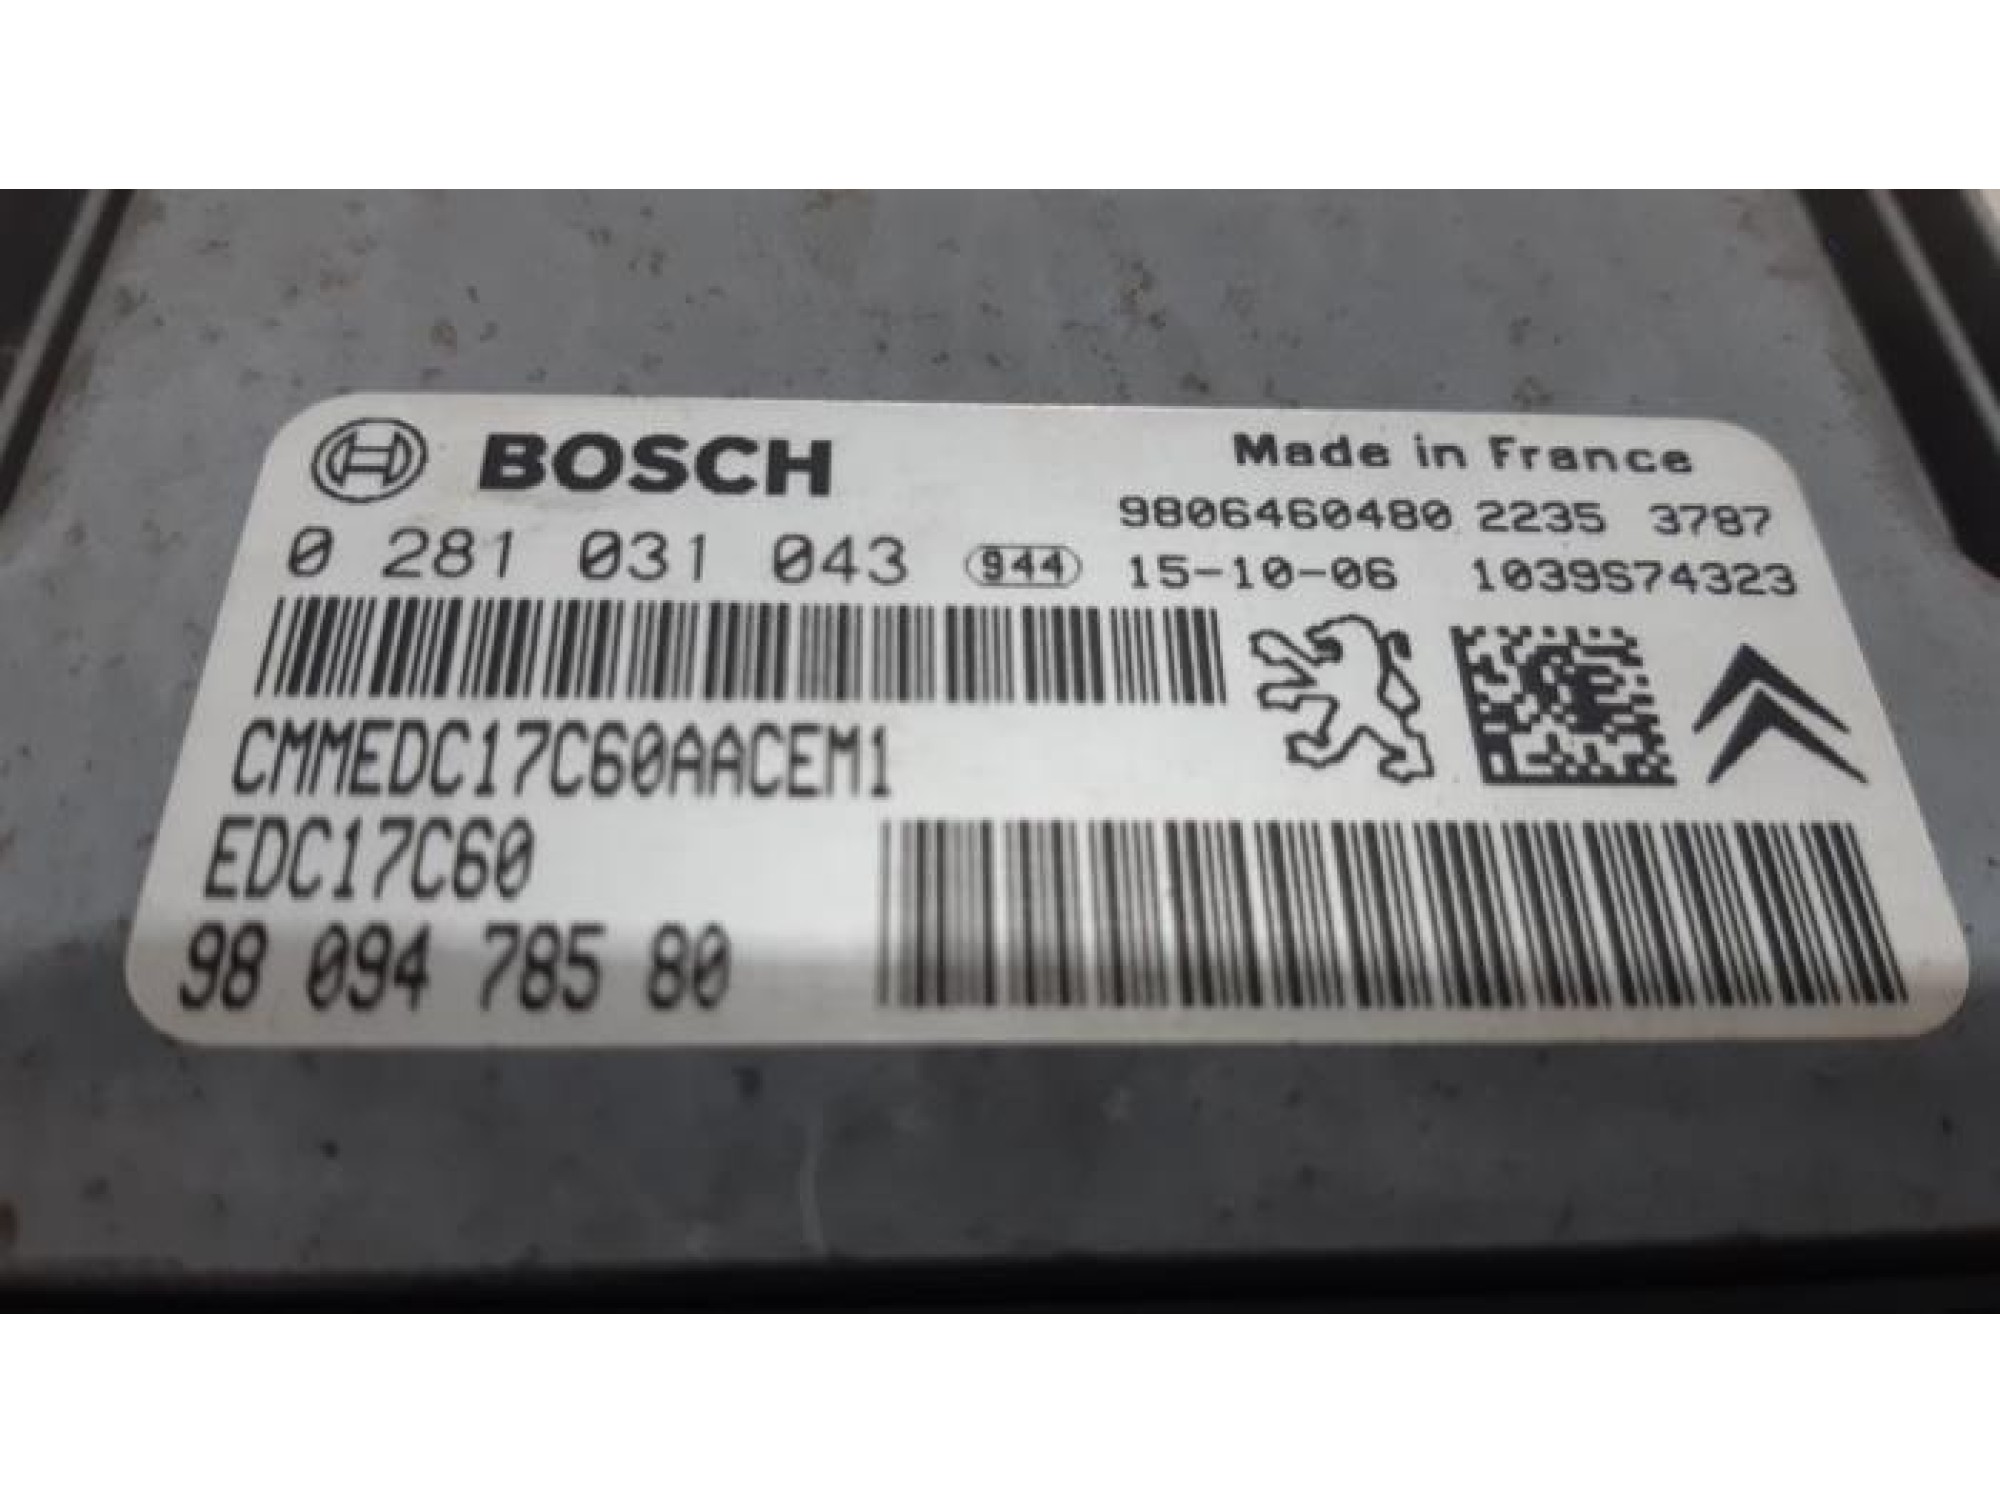 BOSCH
Made in France
9806460480 2235 3787
0 281 031 043 944 15-10-06 1039S74323
CMMEDC17C60AACEM1
EDC17C60
98 094 785 80